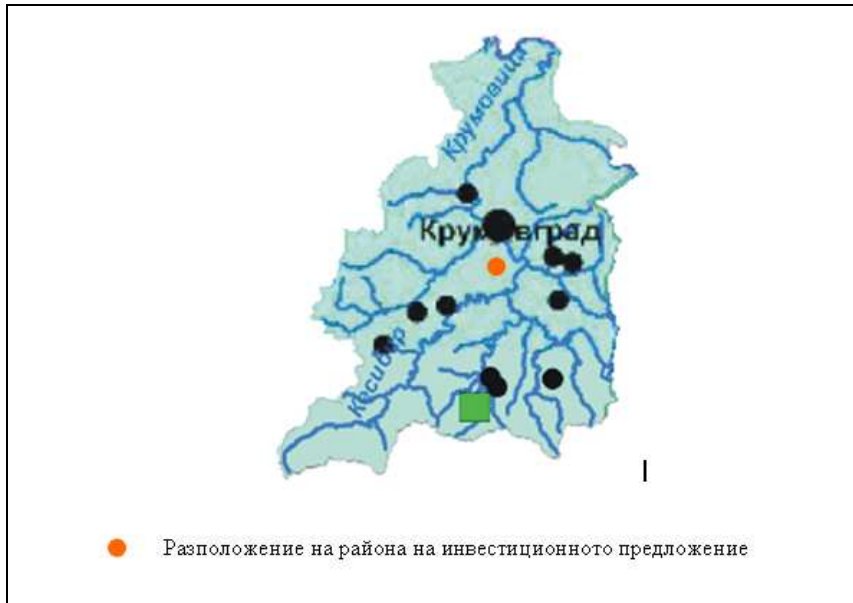 Крумовица
Крумовград
Кесибир
Разположение на района на инвестиционното предложение